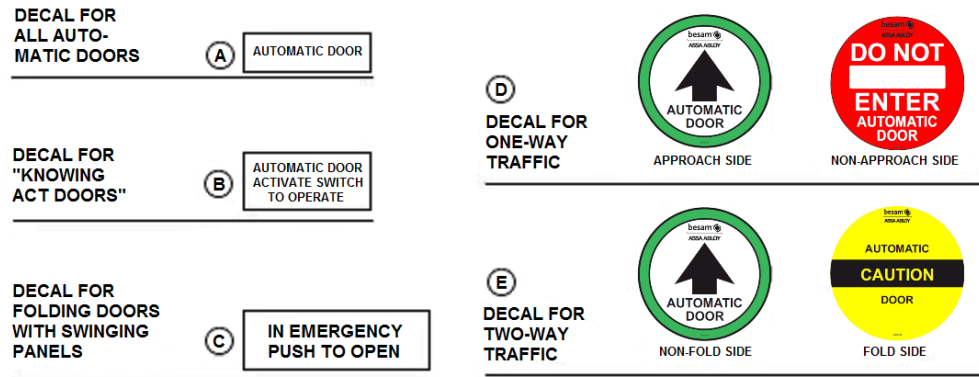 DECAL FOR
ALL AUTO-
MATIC DOORS
A
AUTOMATIC DOOR
DECAL FOR
"KNOWING
ACT DOORS"
B
AUTOMATIC DOOR
ACTIVATE SWITCH
TO OPERATE
DECAL FOR
FOLDING DOORS
WITH SWINGING
PANELS
C
IN EMERGENCY
PUSH TO OPEN
D
DECAL FOR
ONE-WAY
TRAFFIC
besam
ASSA ABLOY
AUTOMATIC
DOOR
APPROACH SIDE
besam
ASSA ABLOY
DO NOT
ENTER
AUTOMATIC
DOOR
NON-APPROACH SIDE
E
DECAL FOR
TWO-WAY
TRAFFIC
besam
ASSA ABLOY
AUTOMATIC
DOOR
NON-FOLD SIDE
besam
ASSA ABLOY
AUTOMATIC
CAUTION
DOOR
FOLD SIDE